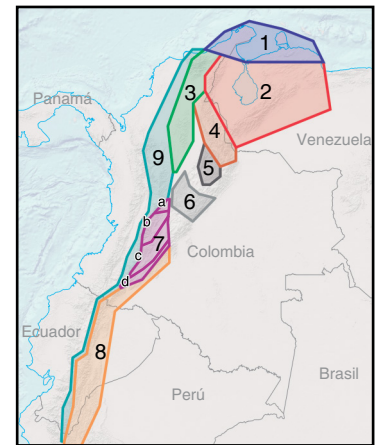 1
2
3
Panamá
4
Venezuela
9
5
6
a
b
7
Colombia
c
d
Ecuador
8
Brasil
Perú